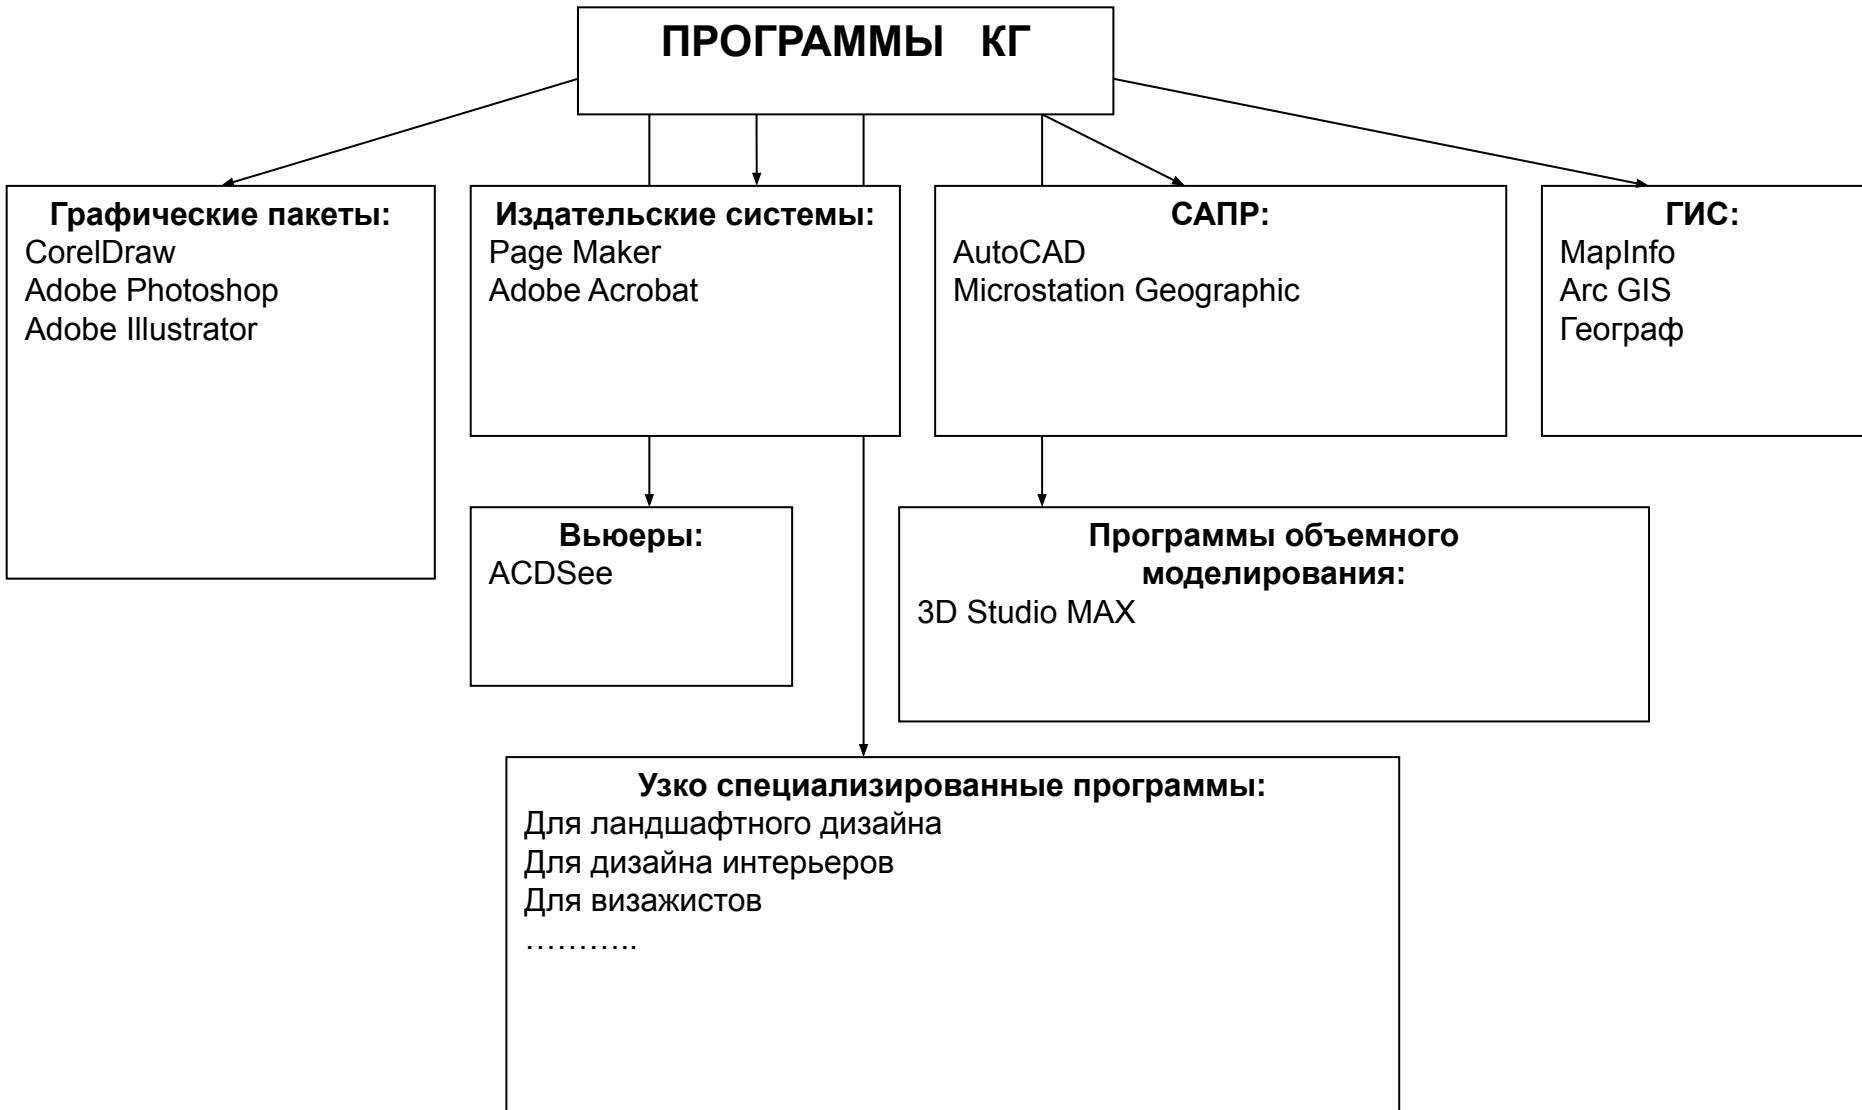 ПРОГРАММЫ КГ
Графические пакеты:
CorelDraw
Adobe Photoshop
Adobe Illustrator
Издательские системы:
Page Maker
Adobe Acrobat
САПР:
AutoCAD
Microstation Geographic
ГИС:
MapInfo
Arc GIS
Географ
Вьюеры:
ACDSee
Программы объемного
моделирования:
3D Studio MAX
Узко специализированные программы:
Для ландшафтного дизайна
Для дизайна интерьеров
Для визажистов
………..